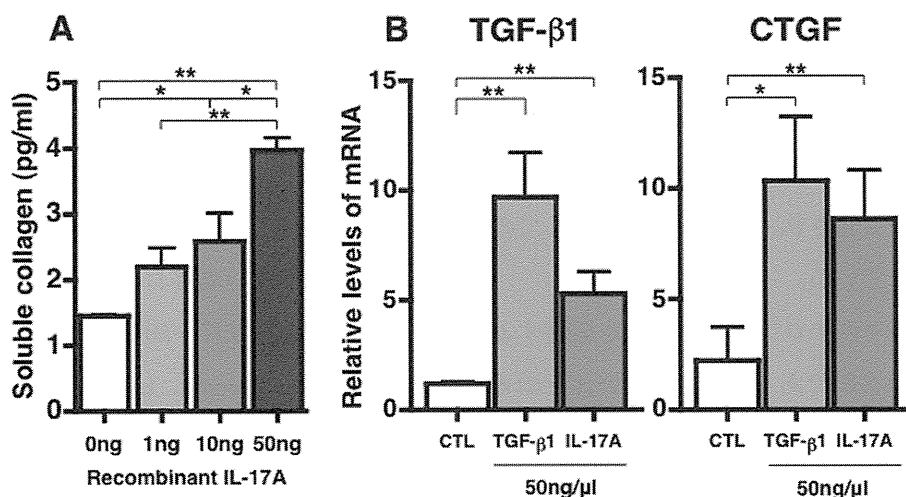 A
B
TGF-β1
CTGF
**
*
*
**
Soluble collagen (pg/ml)
5
4
3
2
1
0
0ng 1ng 10ng 50ng
Recombinant IL-17A
**
**
Relative levels of mRNA
15
10
5
0
CTL TGF-β1 IL-17A
50ng/µl
**
*
15
10
5
0
CTL TGF-β1 IL-17A
50ng/µl